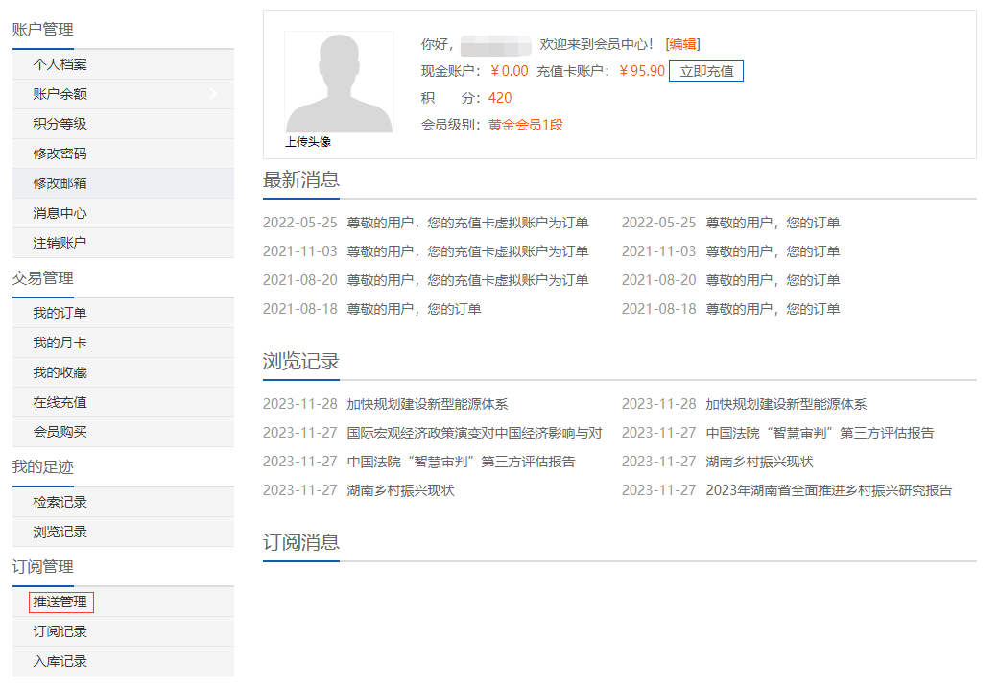 账户管理
个人档案
账户余额
积分等级
修改密码
修改邮箱
消息中心
注销账户
交易管理
我的订单
我的月卡
我的收藏
在线充值
会员购买
我的足迹
检索记录
浏览记录
订阅管理
推送管理
订阅记录
入库记录
上传头像
你好， 欢迎来到会员中心！ [编辑]
现金账户：￥0.00 充值卡账户：￥95.90 立即充值
积 分：420
会员级别：黄金会员1段
最新消息
2022-05-25 尊敬的用户，您的充值卡虚拟账户为订单 2022-05-25 尊敬的用户，您的订单
2021-11-03 尊敬的用户，您的充值卡虚拟账户为订单 2021-11-03 尊敬的用户，您的订单
2021-08-20 尊敬的用户，您的充值卡虚拟账户为订单 2021-08-20 尊敬的用户，您的订单
2021-08-18 尊敬的用户，您的订单 2021-08-18 尊敬的用户，您的订单
浏览记录
2023-11-28 加快规划建设新型能源体系 2023-11-28 加快规划建设新型能源体系
2023-11-27 国际宏观经济政策演变对中国经济影响与对 2023-11-27 中国法院“智慧审判”第三方评估报告
2023-11-27 中国法院“智慧审判”第三方评估报告 2023-11-27 湖南乡村振兴现状
2023-11-27 湖南乡村振兴现状 2023-11-27 2023年湖南省全面推进乡村振兴研究报告
订阅消息